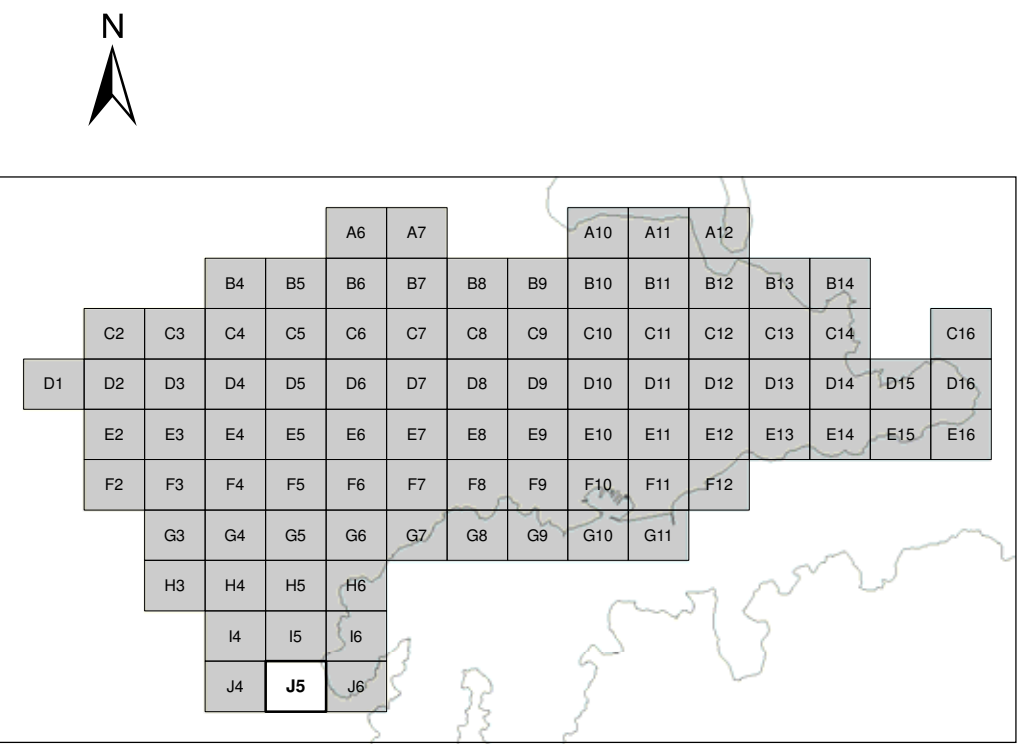 N
A6 A7 A10 A11 A12
B4 B5 B6 B7 B8 B9 B10 B11 B12 B13 B14
C2 C3 C4 C5 C6 C7 C8 C9 C10 C11 C12 C13 C14 C16
D1 D2 D3 D4 D5 D6 D7 D8 D9 D10 D11 D12 D13 D14 D15 D16
E2 E3 E4 E5 E6 E7 E8 E9 E10 E11 E12 E13 E14 E15 E16
F2 F3 F4 F5 F6 F7 F8 F9 F10 F11 F12
G3 G4 G5 G6 G7 G8 G9 G10 G11
H3 H4 H5 H6
I4 I5 I6
J4 J5 J6